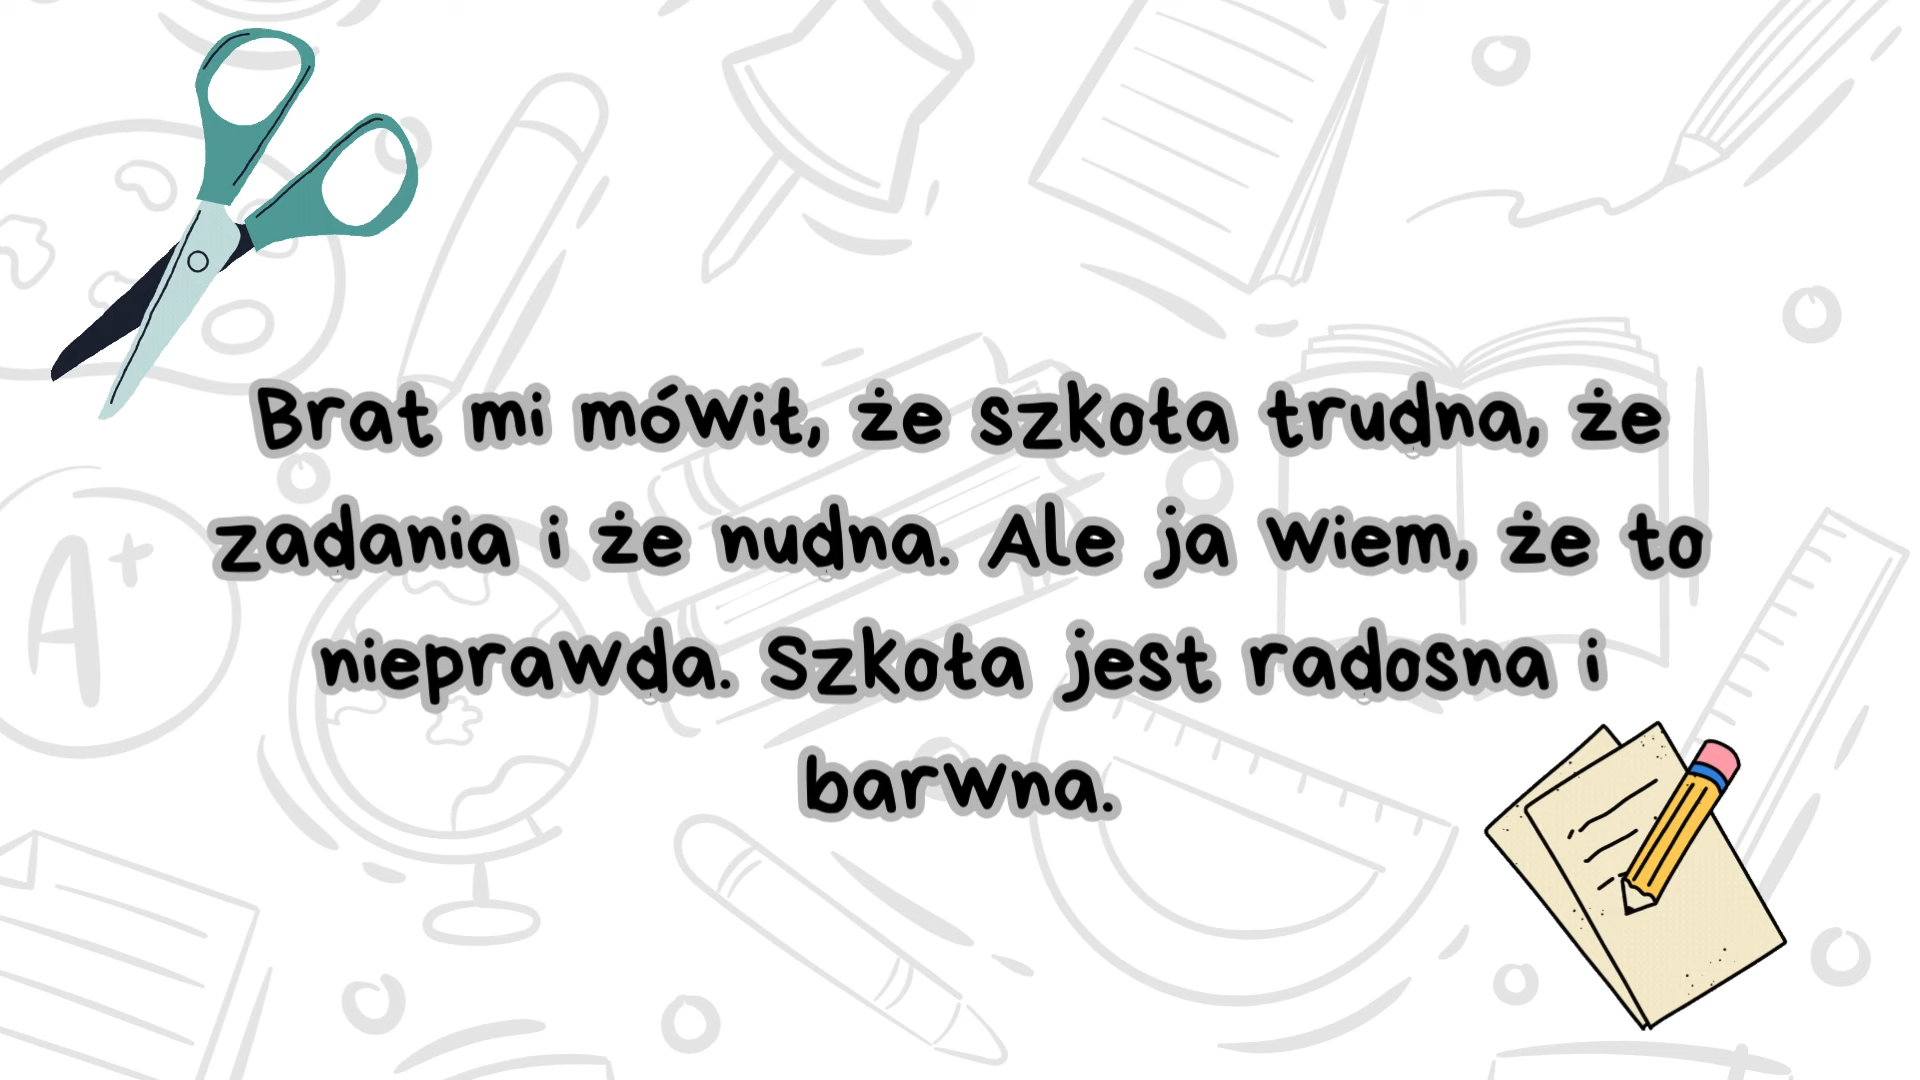 Brat mi mówił, że szkoła trudna, że
zadania i że nudna. Ale ja wiem, że to
nieprawda. Szkoła jest radosna i
barwna.
A+